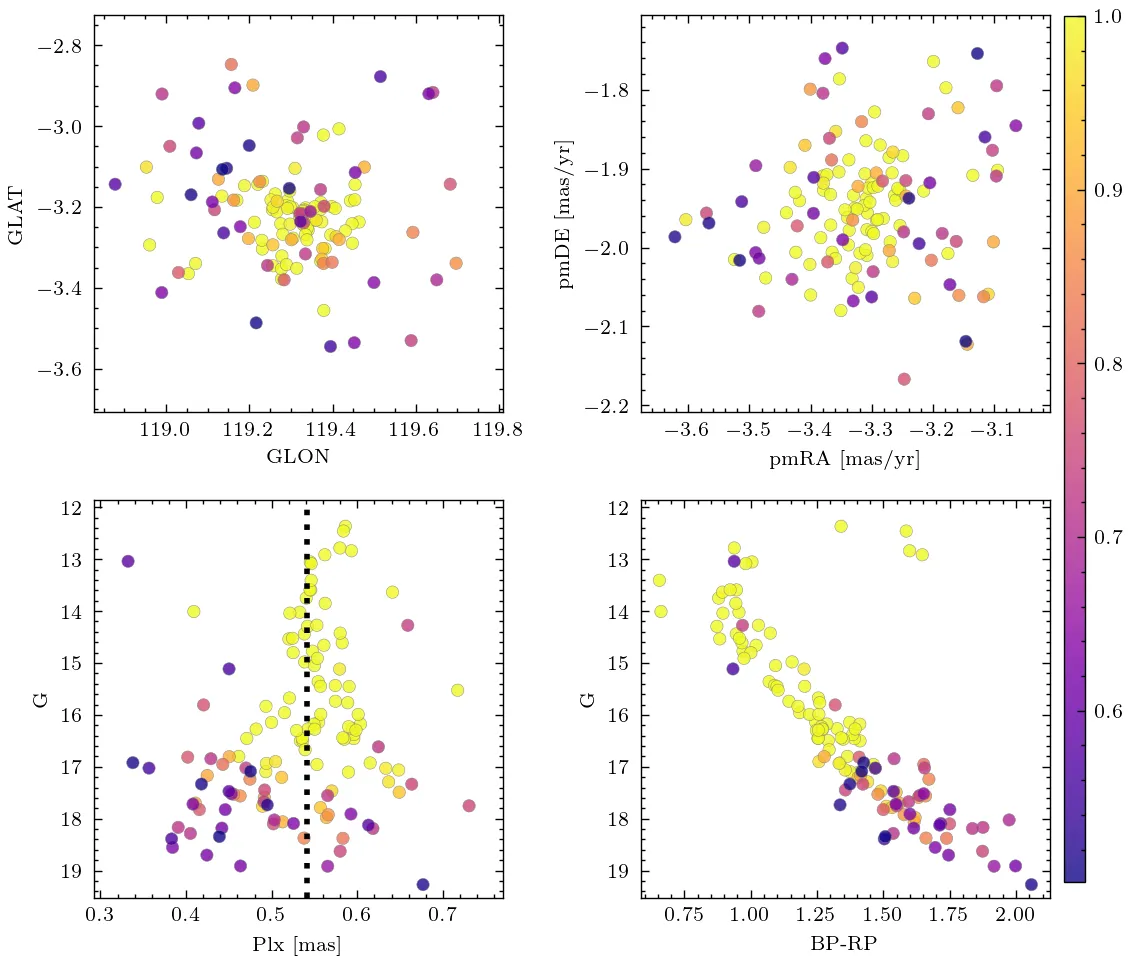 −2.8
−3.0
−3.2
−3.4
−3.6
GLAT
119.0 119.2 119.4 119.6 119.8
GLON
−1.8
−1.9
−2.0
−2.1
−2.2
pmDE [mas/yr]
−3.6 −3.5 −3.4 −3.3 −3.2 −3.1
pmRA [mas/yr]
1.0
0.9
0.8
0.7
0.6
12
13
14
15
16
17
18
19
G
0.3 0.4 0.5 0.6 0.7
Plx [mas]
12
13
14
15
16
17
18
19
G
0.75 1.00 1.25 1.50 1.75 2.00
BP-RP